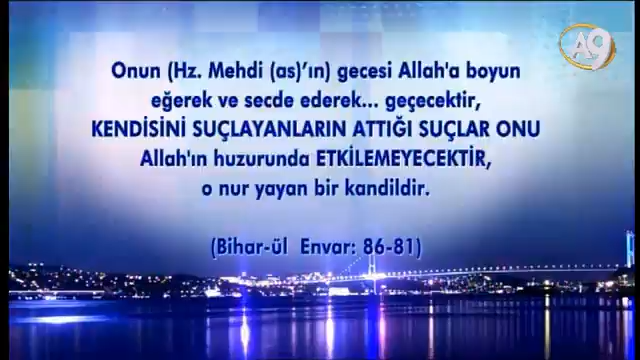 A9
Onun (Hz. Mehdi (as)'ın) gecesi Allah'a boyun
eğerek ve secde ederek... geçecektir,
KENDİSİNİ SUÇLAYANLARIN ATTIĞI SUÇLAR ONU
Allah'ın huzurunda ETKİLEMEYECEKTİR,
o nur yayan bir kandildir.
(Bihar-ül Envar: 86-81)